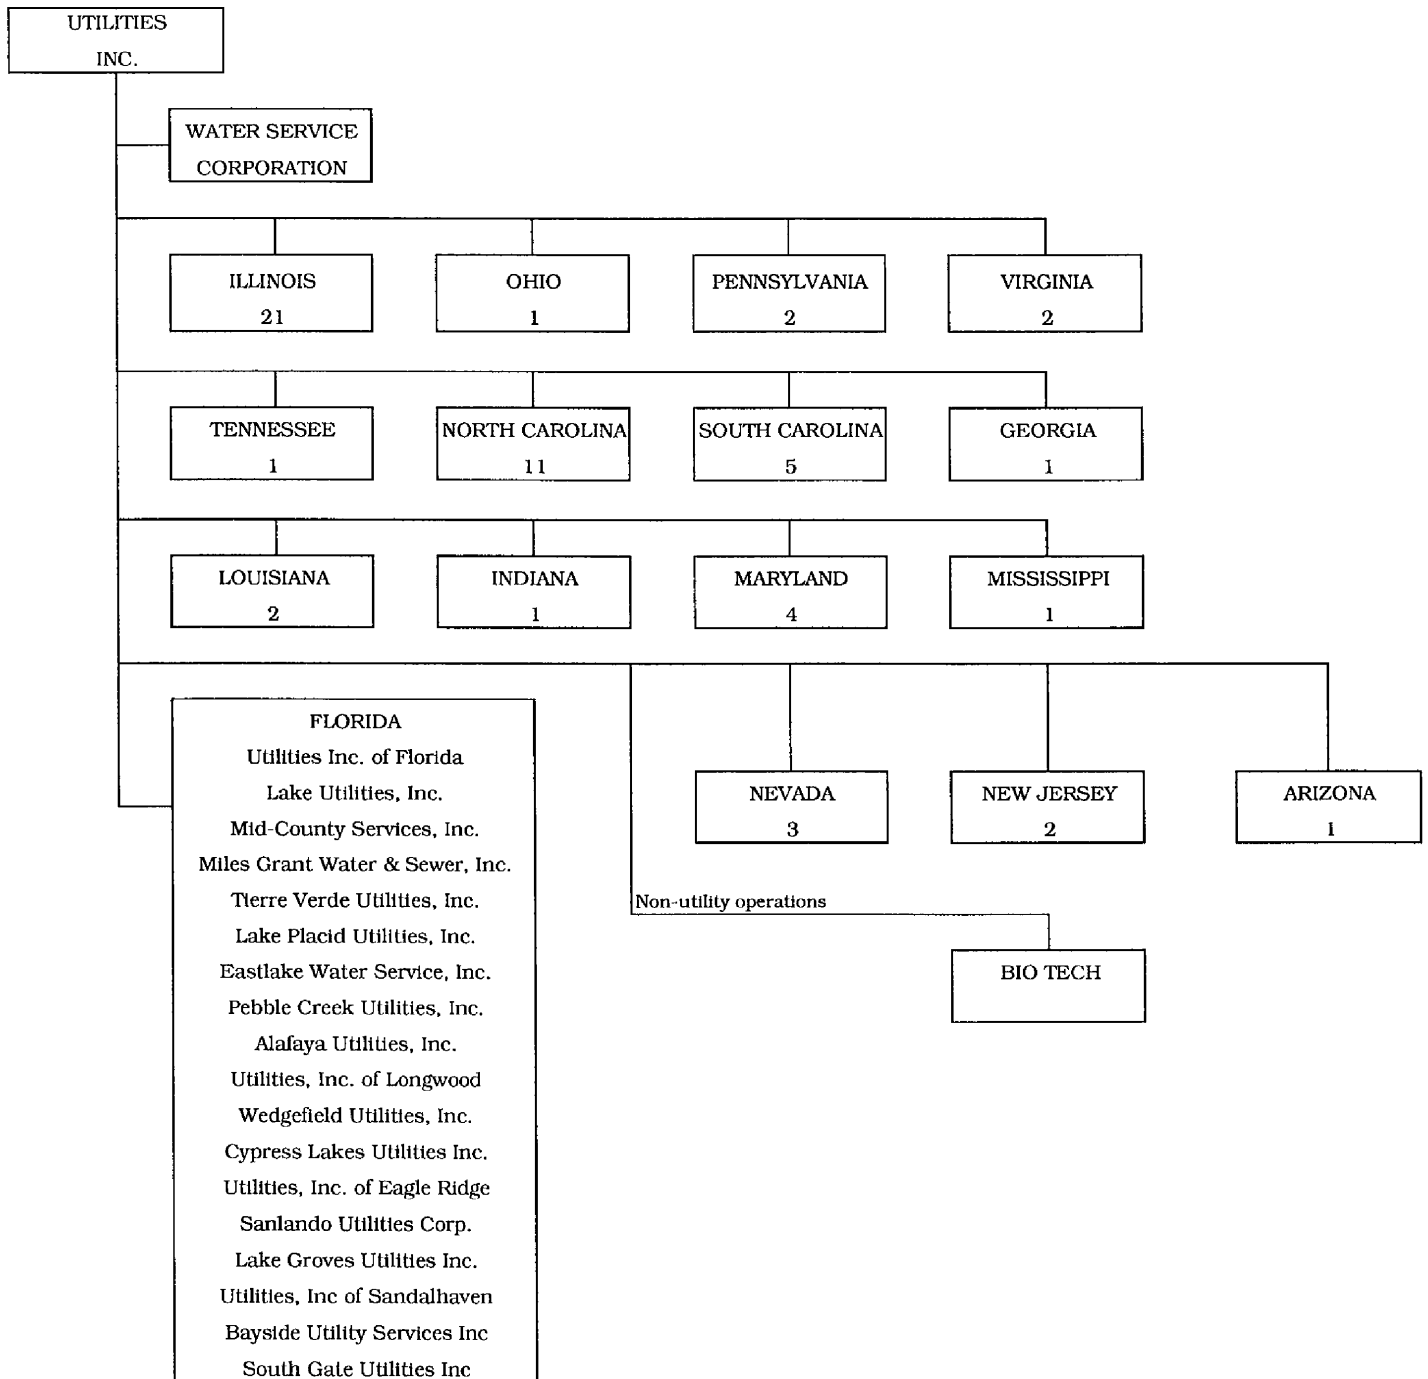 UTILITIES
INC.
WATER SERVICE
CORPORATION
ILLINOIS
21
OHIO
1
PENNSYLVANIA
2
VIRGINIA
2
TENNESSEE
1
NORTH CAROLINA
11
SOUTH CAROLINA
5
GEORGIA
1
LOUISIANA
2
INDIANA
1
MARYLAND
4
MISSISSIPPI
1
FLORIDA
Utilities Inc. of Florida
Lake Utilities, Inc.
Mid-County Services, Inc.
Miles Grant Water & Sewer, Inc.
Tierre Verde Utilities, Inc.
Lake Placid Utilities, Inc.
Eastlake Water Service, Inc.
Pebble Creek Utilities, Inc.
Alafaya Utilities, Inc.
Utilities, Inc. of Longwood
Wedgefield Utilities, Inc.
Cypress Lakes Utilities Inc.
Utilities, Inc. of Eagle Ridge
Sanlando Utilities Corp.
Lake Groves Utilities Inc.
Utilities, Inc of Sandalhaven
Bayside Utility Services Inc
South Gate Utilities Inc
NEVADA
3
NEW JERSEY
2
ARIZONA
1
Non-utility operations
BIO TECH